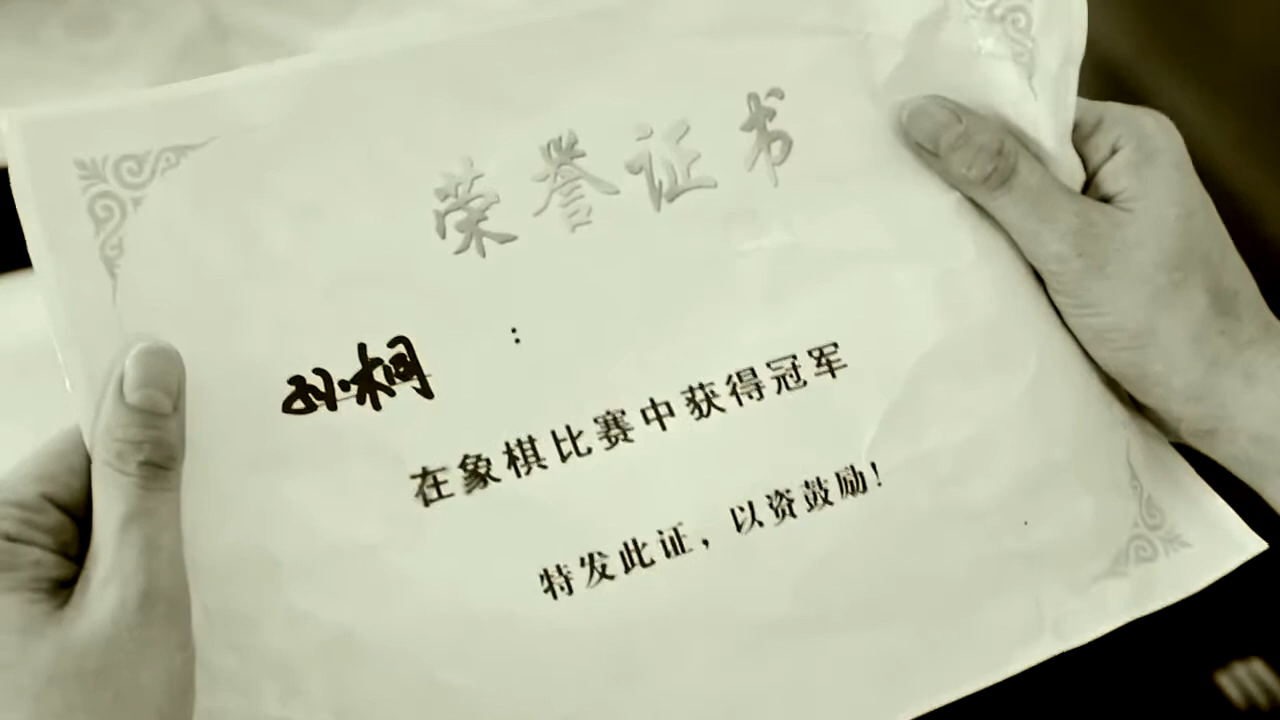 荣誉证书
孙桐：
在象棋比赛中获得冠军
特发此证，以资鼓励！